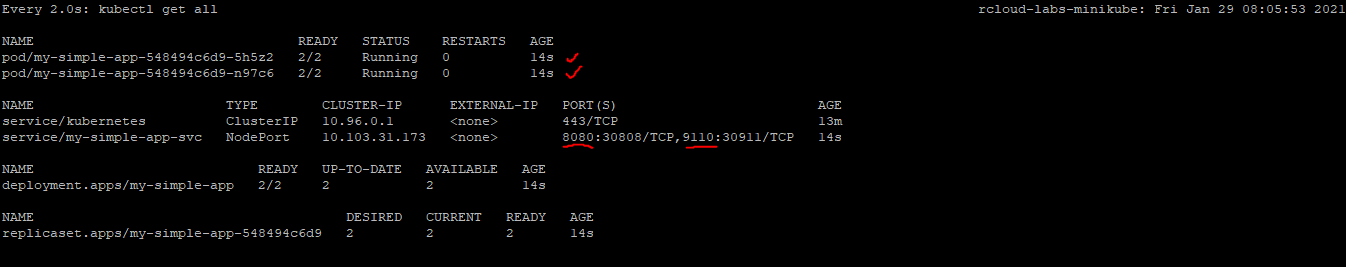 Every 2.0s: kubectl get all rcloud-labs-minikube: Fri Jan 29 08:05:53 2021
NAME READY STATUS RESTARTS AGE
pod/my-simple-app-548494c6d9-5h5z2 2/2 Running 0 14s
pod/my-simple-app-548494c6d9-n97c6 2/2 Running 0 14s
NAME TYPE CLUSTER-IP EXTERNAL-IP PORT(S) AGE
service/kubernetes ClusterIP 10.96.0.1 <none> 443/TCP 13m
service/my-simple-app-svc NodePort 10.103.31.173 <none> 8080:30808/TCP,9110:30911/TCP 14s
NAME READY UP-TO-DATE AVAILABLE AGE
deployment.apps/my-simple-app 2/2 2 2 14s
NAME DESIRED CURRENT READY AGE
replicaset.apps/my-simple-app-548494c6d9 2 2 2 14s